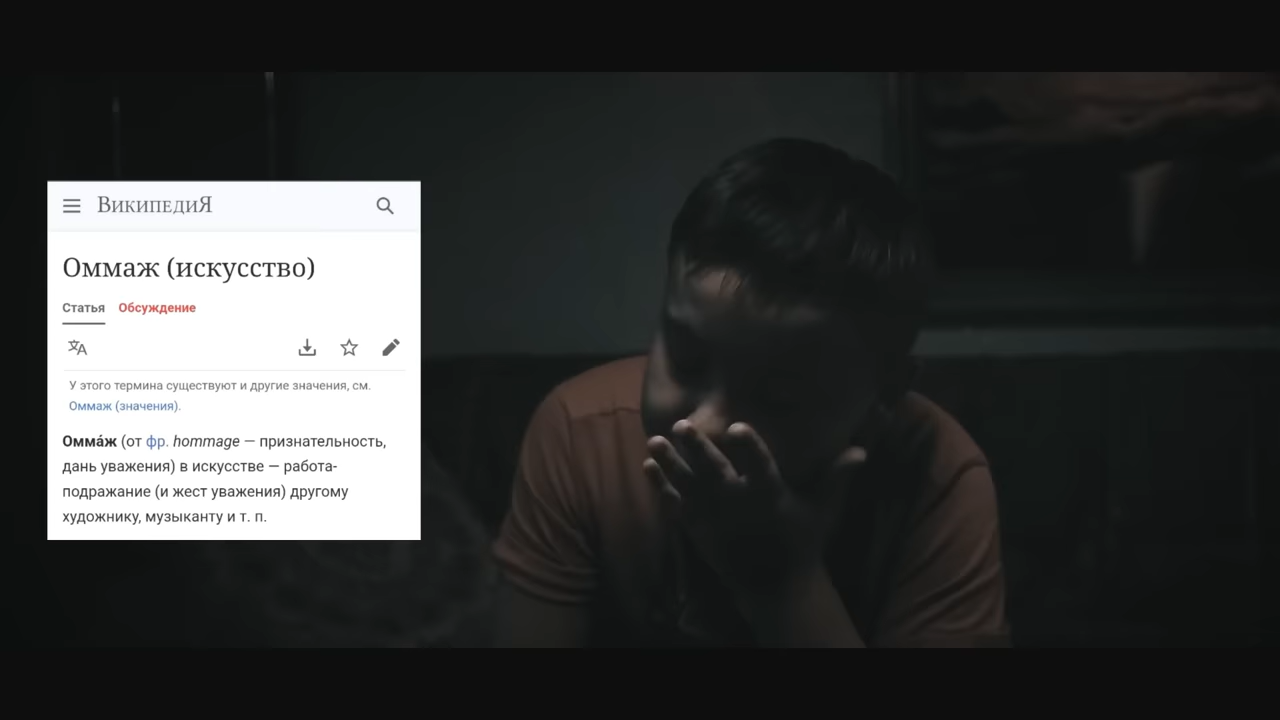 ВикипедиЯ
Оммаж (искусство)
Статья Обсуждение
У этого термина существуют и другие значения, см.
Оммаж (значения).
Омма́ж (от фр. hommage — признательность,
дань уважения) в искусстве — работа-
подражание (и жест уважения) другому
художнику, музыканту и т. п.